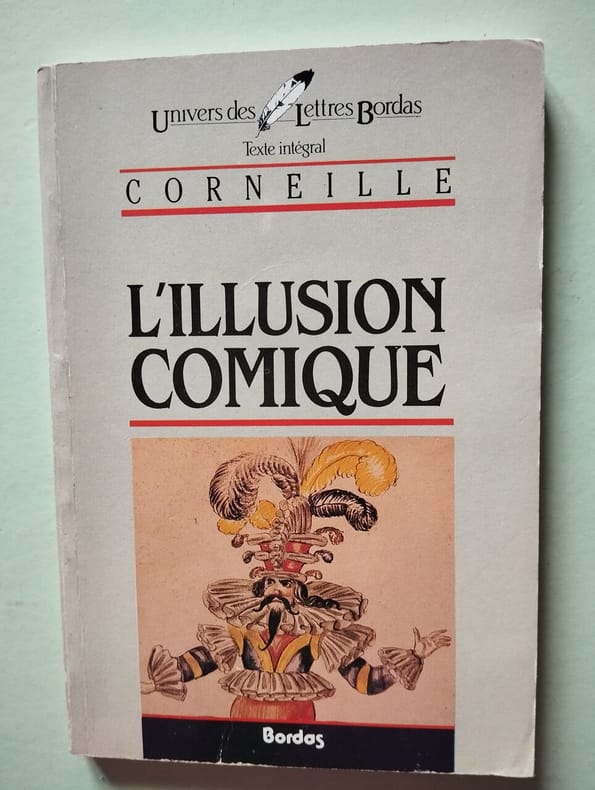 Univers des Lettres Bordas
Texte intégral
CORNEILLE
L'ILLUSION
COMIQUE
Bordas